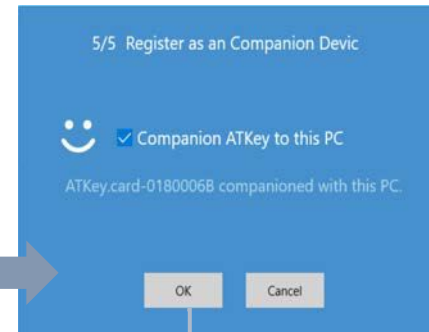 5/5 Register as an Companion Devic
Companion ATKey to this PC
ATKey.card-0180006B companioned with this PC.
OK
Cancel